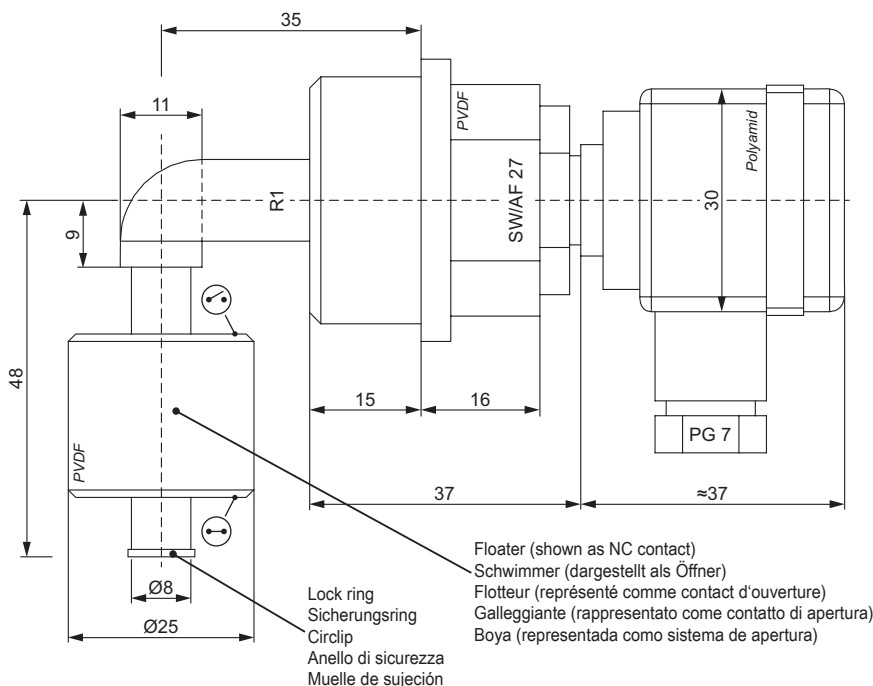 35
11
PVDF
Polyamid
R1
SW/AF 27
30
9
48
15
16
PVDF
PG 7
37
≈37
Ø8
Ø25
Floater (shown as NC contact)
Schwimmer (dargestellt als Öffner)
Flotteur (représenté comme contact d‘ouverture)
Galleggiante (rappresentato come contatto di apertura)
Boya (representada como sistema de apertura)
Lock ring
Sicherungsring
Circlip
Anello di sicurezza
Muelle de sujeción